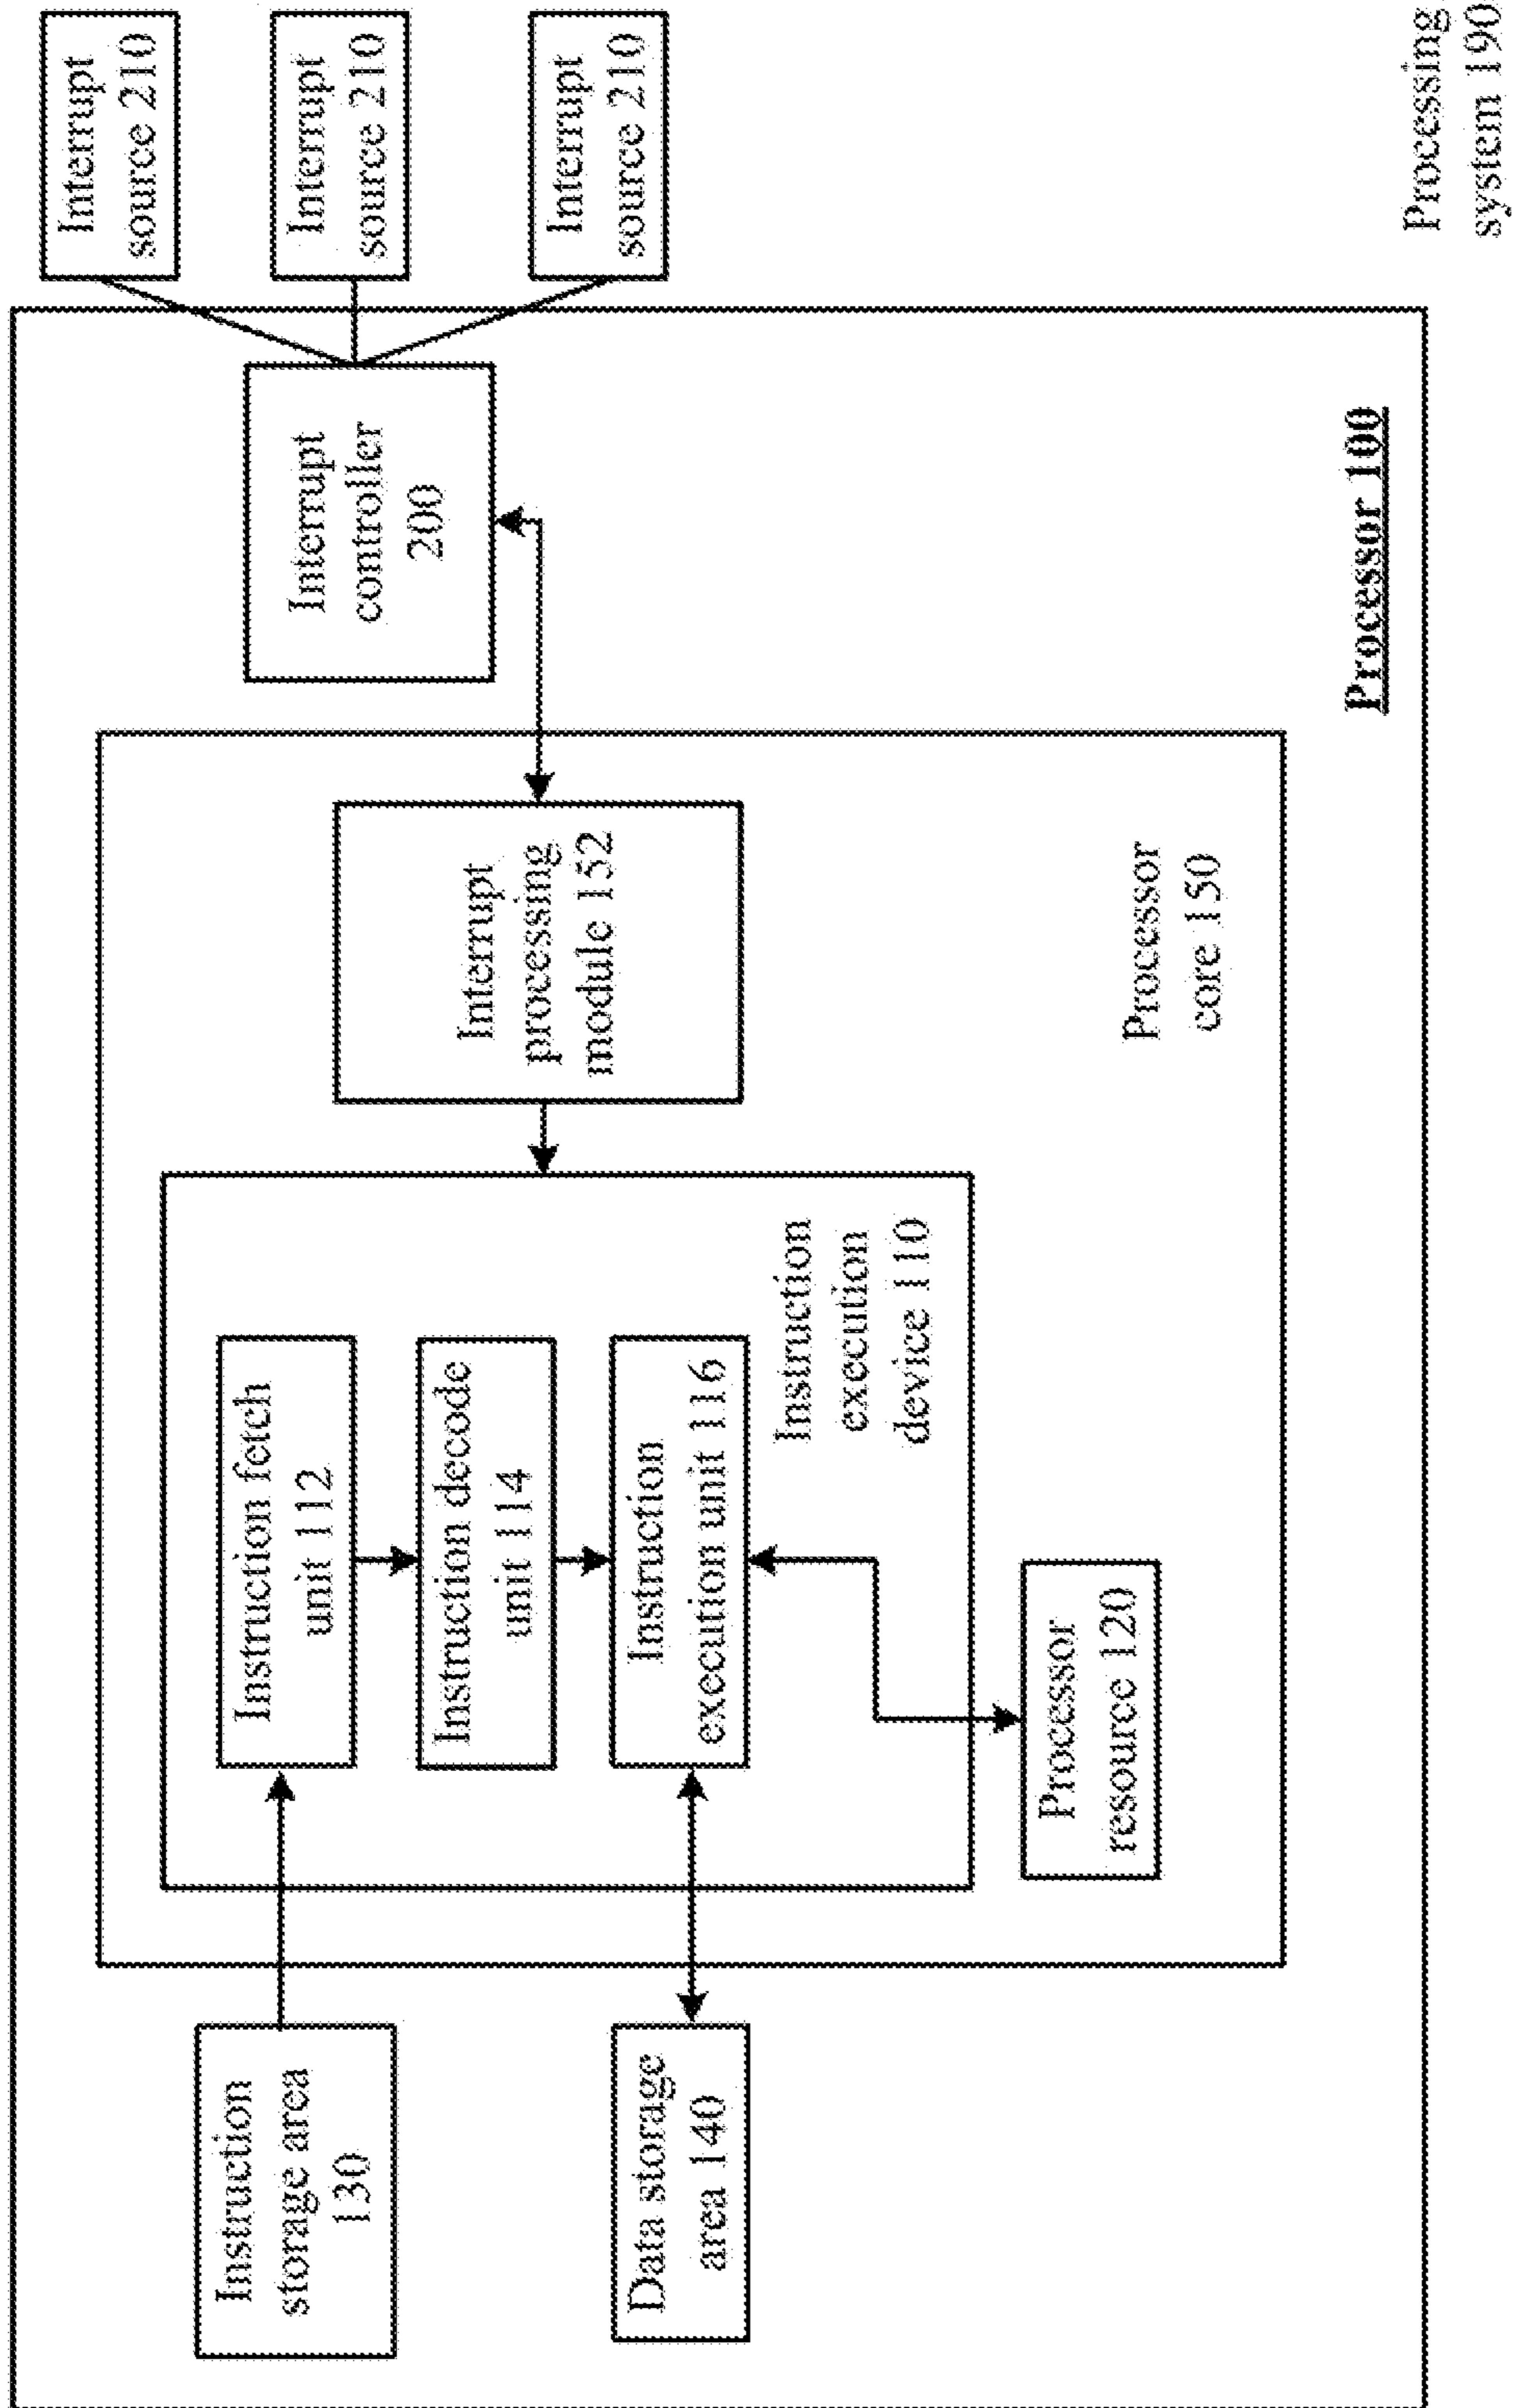 Instruction
storage area
130
Data storage
area 140
Instruction fetch
unit 112
Instruction decode
unit 114
Instruction
execution unit 116
Instruction
execution
device 110
Processor
resource 120
Interrupt
processing
module 152
Processor
core 150
Interrupt
controller
200
Processor 100
Interrupt
source 210
Interrupt
source 210
Interrupt
source 210
Processing
system 190